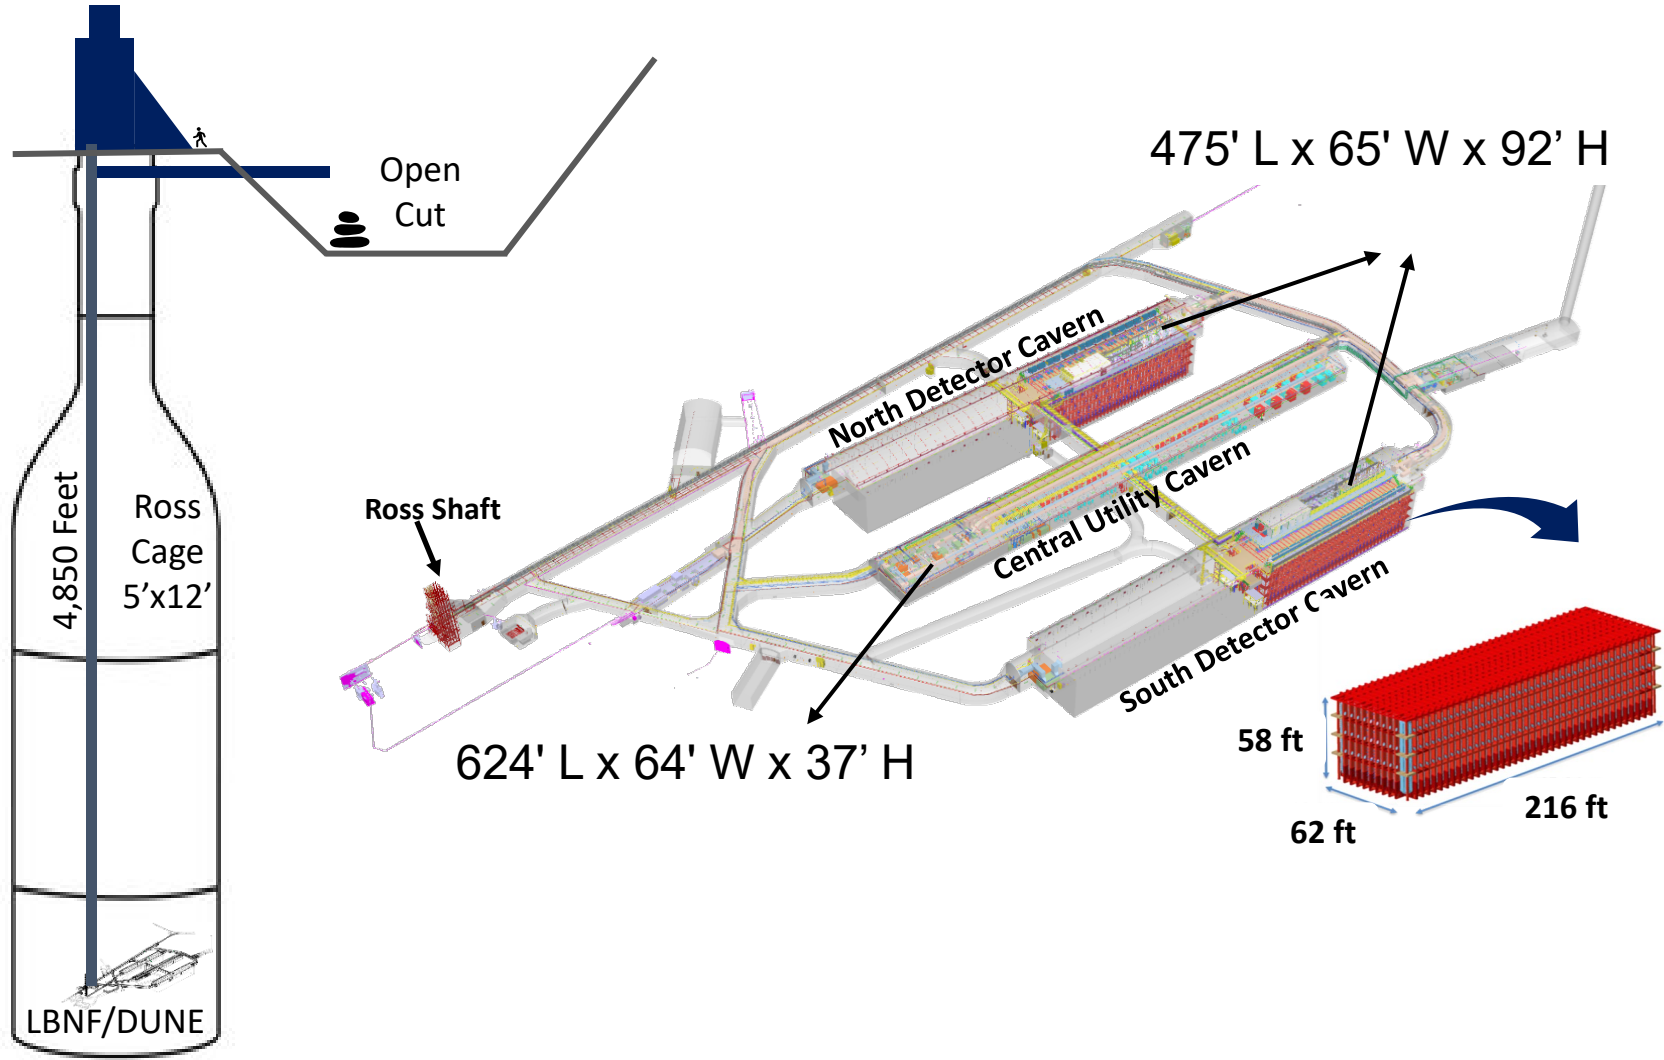 Open
Cut
4,850 Feet
Ross
Cage
5'x12'
LBNF/DUNE
475' L x 65' W x 92’ H
North Detector Cavern
Ross Shaft
Central Utility Cavern
South Detector Cavern
624' L x 64' W x 37’ H
58 ft
62 ft
216 ft